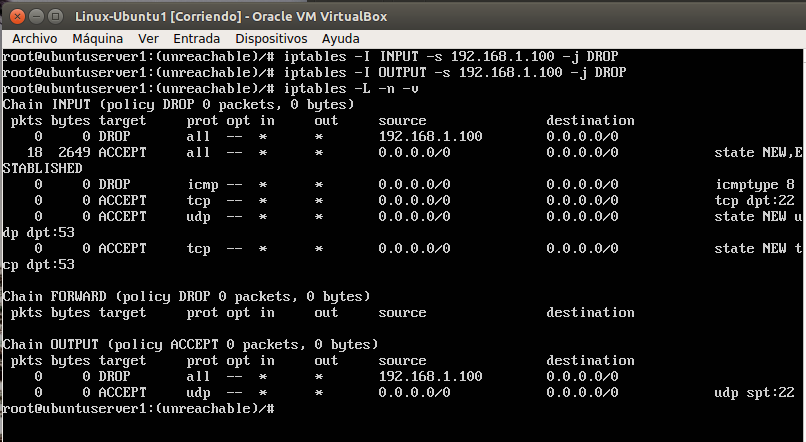 Linux-Ubuntu1 [Corriendo] - Oracle VM VirtualBox
Archivo Máquina Ver Entrada Dispositivos Ayuda
root@ubuntuserver1:(unreachable)/# iptables -I INPUT -s 192.168.1.100 -j DROP
root@ubuntuserver1:(unreachable)/# iptables -I OUTPUT -s 192.168.1.100 -j DROP
root@ubuntuserver1:(unreachable)/# iptables -L -n -v
Chain INPUT (policy DROP 0 packets, 0 bytes)
 pkts bytes target     prot opt in     out     source               destination
    0     0 DROP       all  --  *      *       192.168.1.100        0.0.0.0/0
   18  2649 ACCEPT     all  --  *      *       0.0.0.0/0            0.0.0.0/0            state NEW,E
STABLISHED
    0     0 DROP       icmp --  *      *       0.0.0.0/0            0.0.0.0/0            icmptype 8
    0     0 ACCEPT     tcp  --  *      *       0.0.0.0/0            0.0.0.0/0            tcp dpt:22
    0     0 ACCEPT     udp  --  *      *       0.0.0.0/0            0.0.0.0/0            state NEW u
dp dpt:53
    0     0 ACCEPT     tcp  --  *      *       0.0.0.0/0            0.0.0.0/0            state NEW t
cp dpt:53
Chain FORWARD (policy DROP 0 packets, 0 bytes)
 pkts bytes target     prot opt in     out     source               destination
Chain OUTPUT (policy ACCEPT 0 packets, 0 bytes)
 pkts bytes target     prot opt in     out     source               destination
    0     0 DROP       all  --  *      *       192.168.1.100        0.0.0.0/0
    0     0 ACCEPT     udp  --  *      *       0.0.0.0/0            0.0.0.0/0            udp spt:22
root@ubuntuserver1:(unreachable)/#